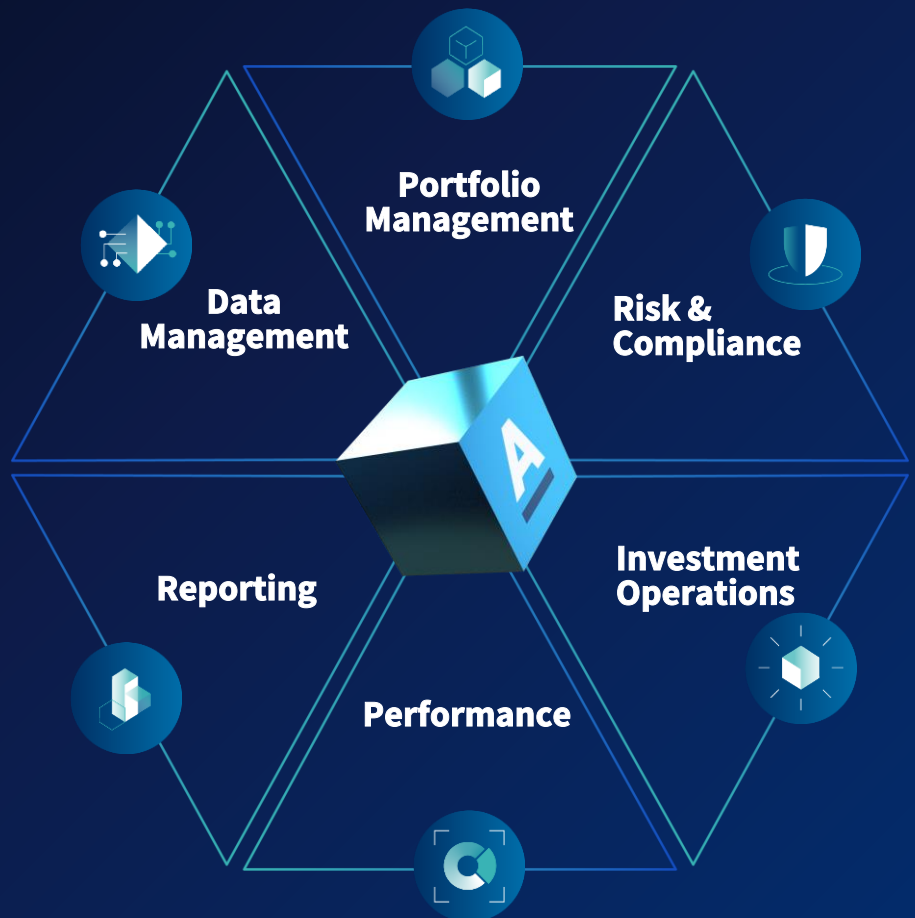 Portfolio
Management
Data
Management
Risk &
Compliance
A
Reporting
Investment
Operations
Performance